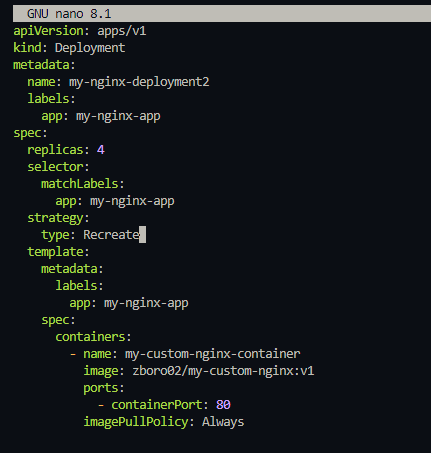 GNU nano 8.1
apiVersion: apps/v1
kind: Deployment
metadata:
  name: my-nginx-deployment2
  labels:
    app: my-nginx-app
spec:
  replicas: 4
  selector:
    matchLabels:
      app: my-nginx-app
  strategy:
    type: Recreate
  template:
    metadata:
      labels:
        app: my-nginx-app
    spec:
      containers:
        - name: my-custom-nginx-container
          image: zboro02/my-custom-nginx:v1
          ports:
            - containerPort: 80
          imagePullPolicy: Always